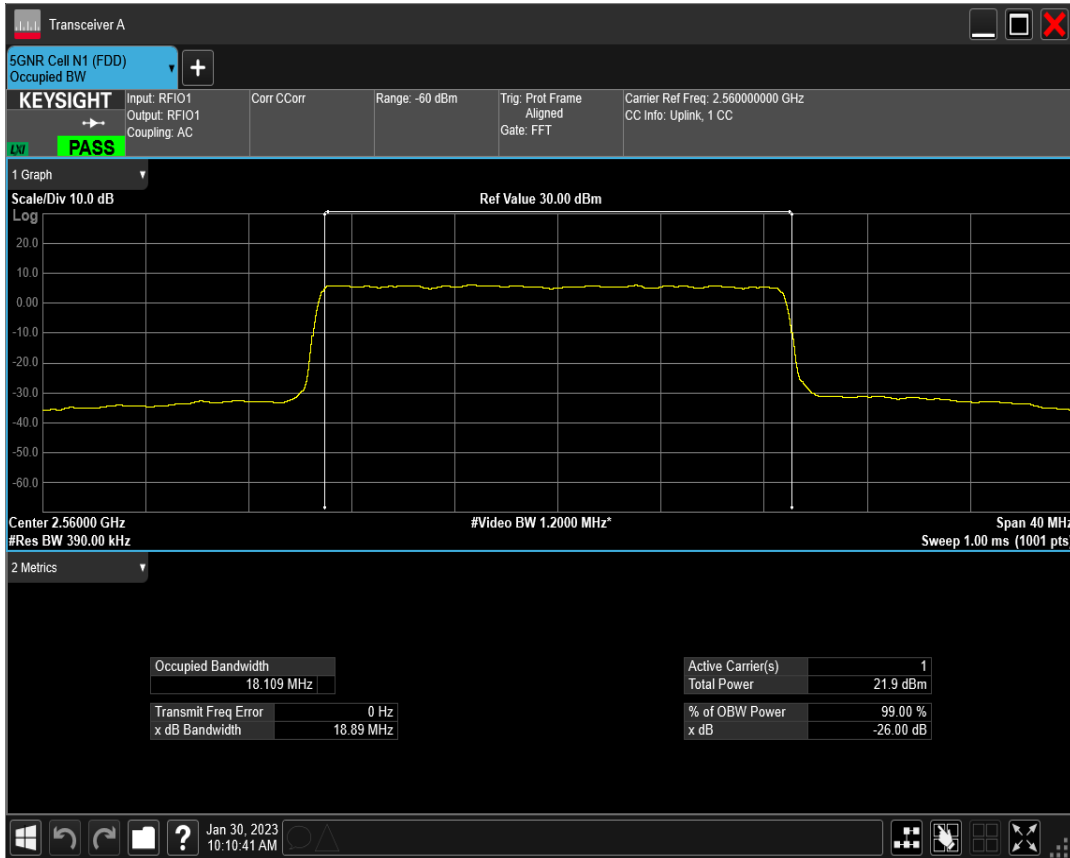 Transceiver A
5GNR Cell N1 (FDD)
Occupied BW
+
KEYSIGHT
LXI
PASS
Input: RFIO1
Output: RFIO1
Coupling: AC
Corr CCorr
Range: -60 dBm
Trig: Prot Frame
Aligned
Gate: FFT
Carrier Ref Freq: 2.560000000 GHz
CC Info: Uplink, 1 CC
1 Graph
Scale/Div 10.0 dB
Ref Value 30.00 dBm
Log
20.0
10.0
0.00
-10.0
-20.0
-30.0
-40.0
-50.0
-60.0
Center 2.56000 GHz
#Video BW 1.2000 MHz*
Span 40 MHz
#Res BW 390.00 kHz
Sweep 1.00 ms (1001 pts)
2 Metrics
Occupied Bandwidth
18.109 MHz
Transmit Freq Error 0 Hz
x dB Bandwidth 18.89 MHz
Active Carrier(s) 1
Total Power 21.9 dBm
% of OBW Power 99.00 %
x dB -26.00 dB
?
Jan 30, 2023
10:10:41 AM